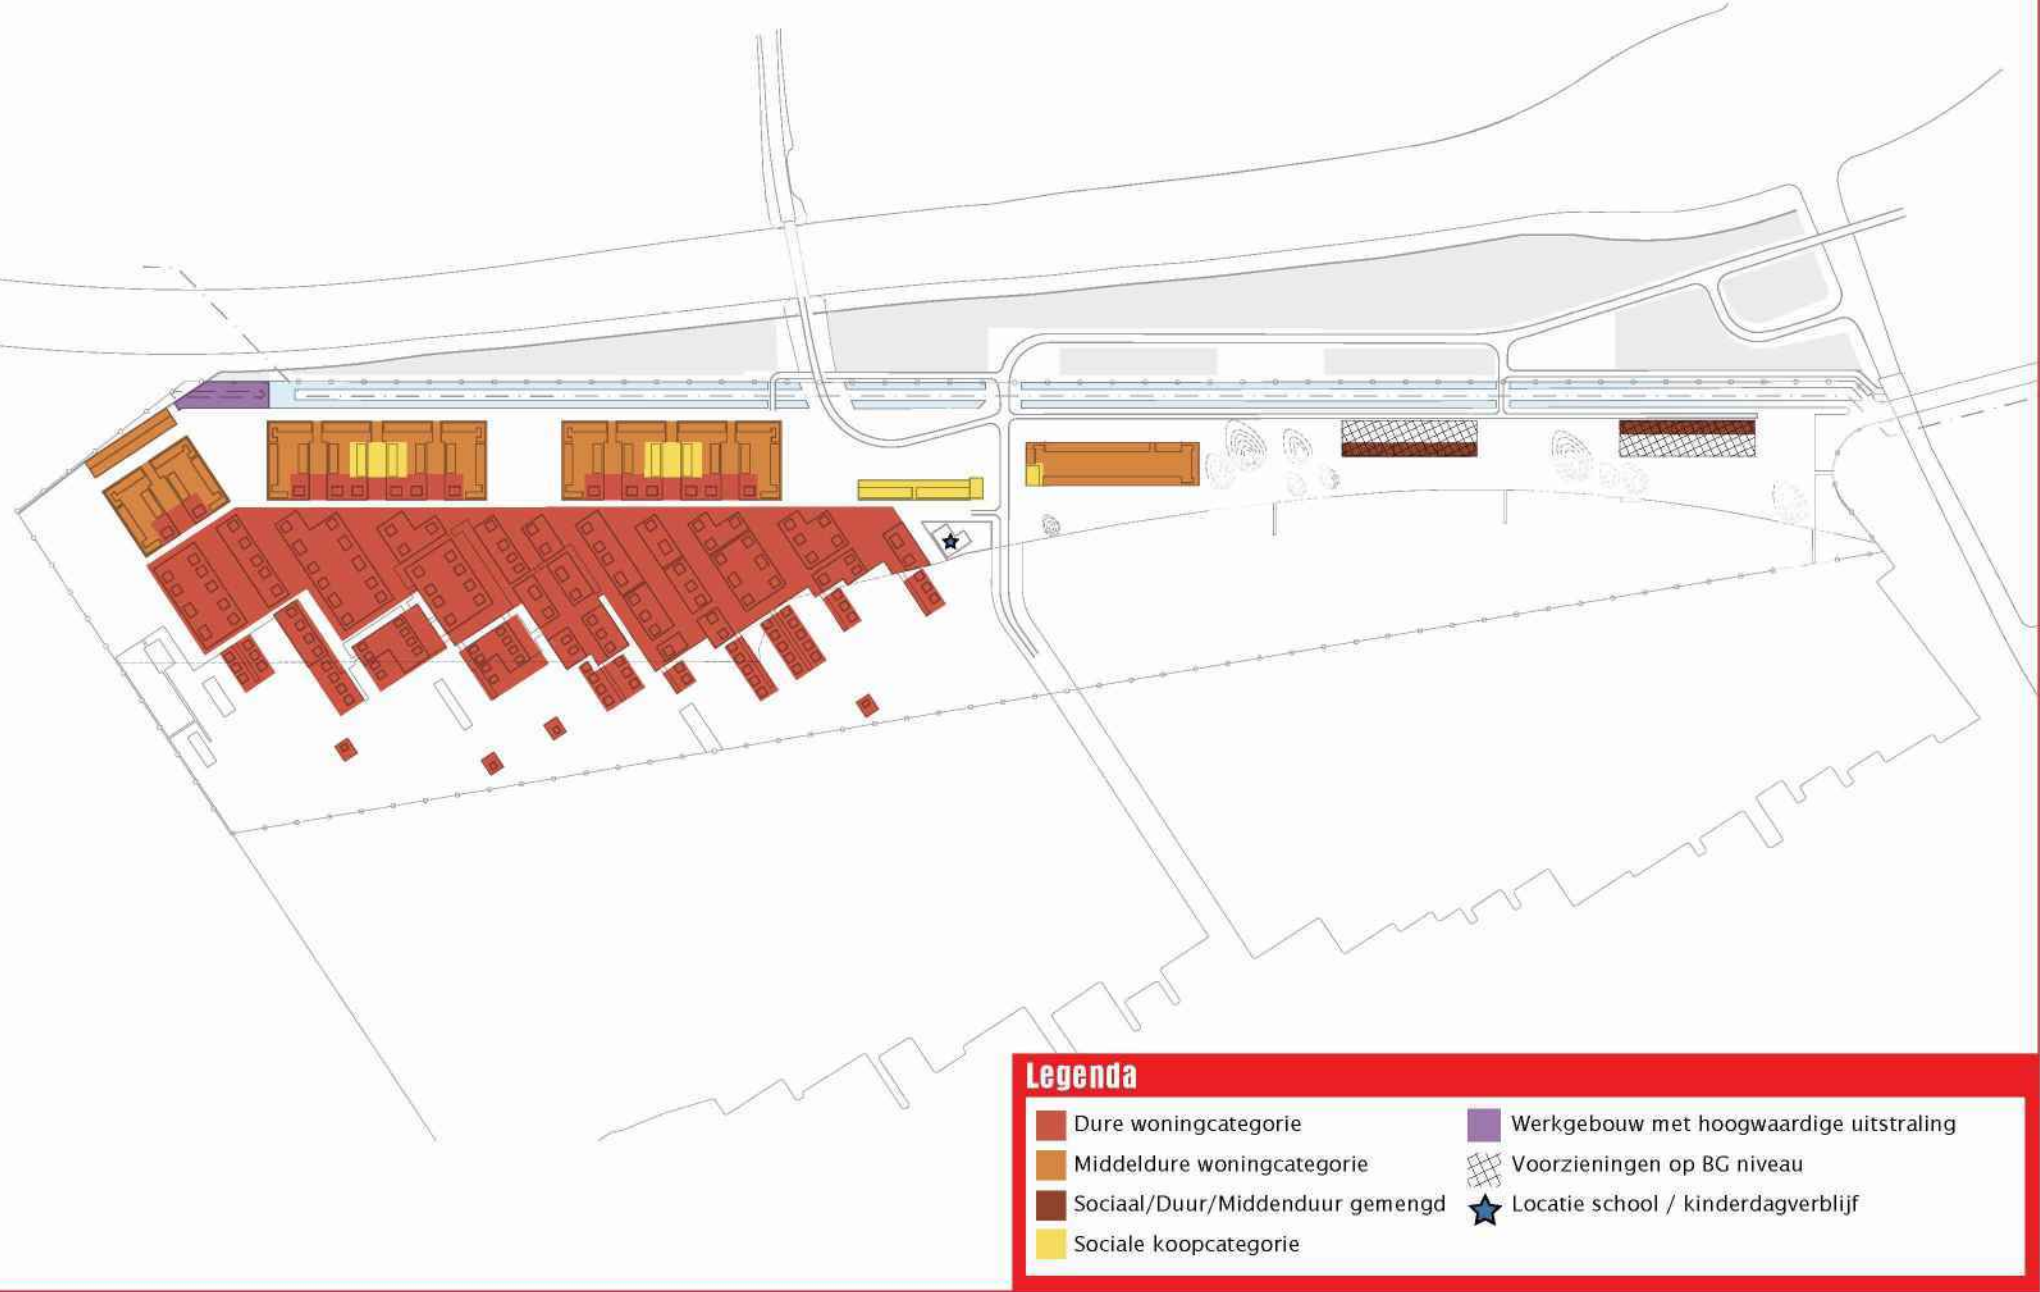 Legenda
Dure woningcategorie
Middeldure woningcategorie
Sociaal/Duur/Middenduur gemengd
Sociale koopcategorie
Werkgebouw met hoogwaardige uitstraling
Voorzieningen op BG niveau
Locatie school / kinderdagverblijf